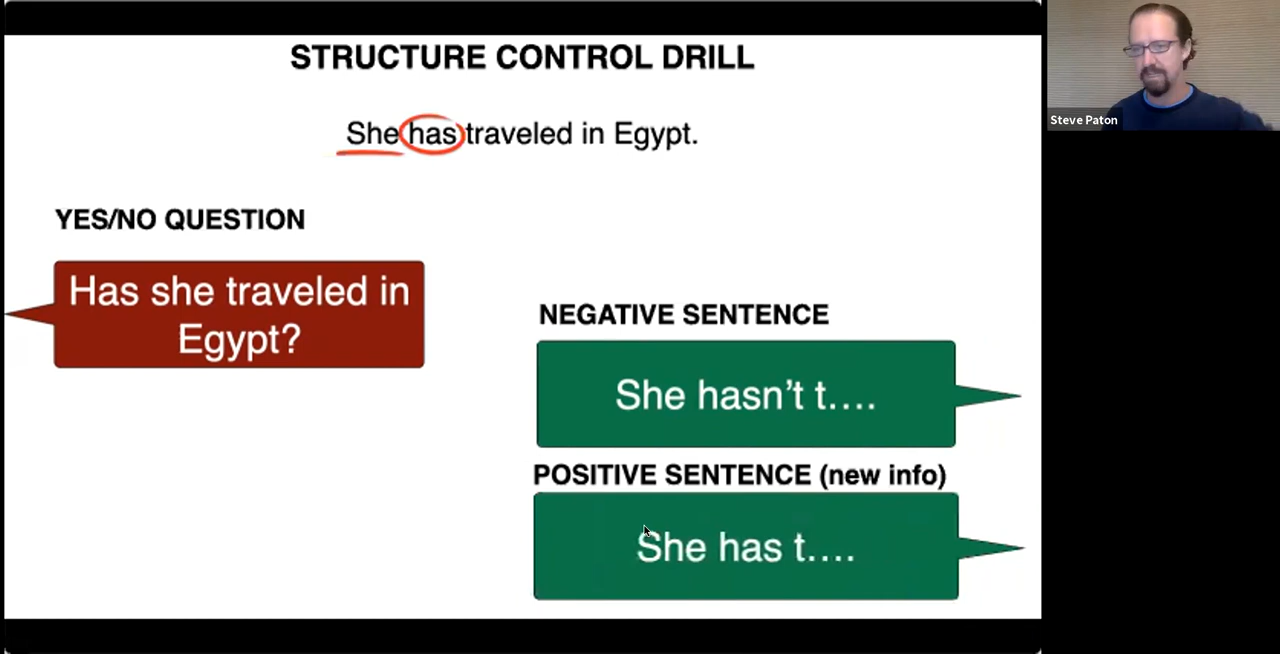 STRUCTURE CONTROL DRILL
She has traveled in Egypt.
YES/NO QUESTION
Has she traveled in
Egypt?
NEGATIVE SENTENCE
She hasn’t t….
POSITIVE SENTENCE (new info)
She has t….
Steve Paton